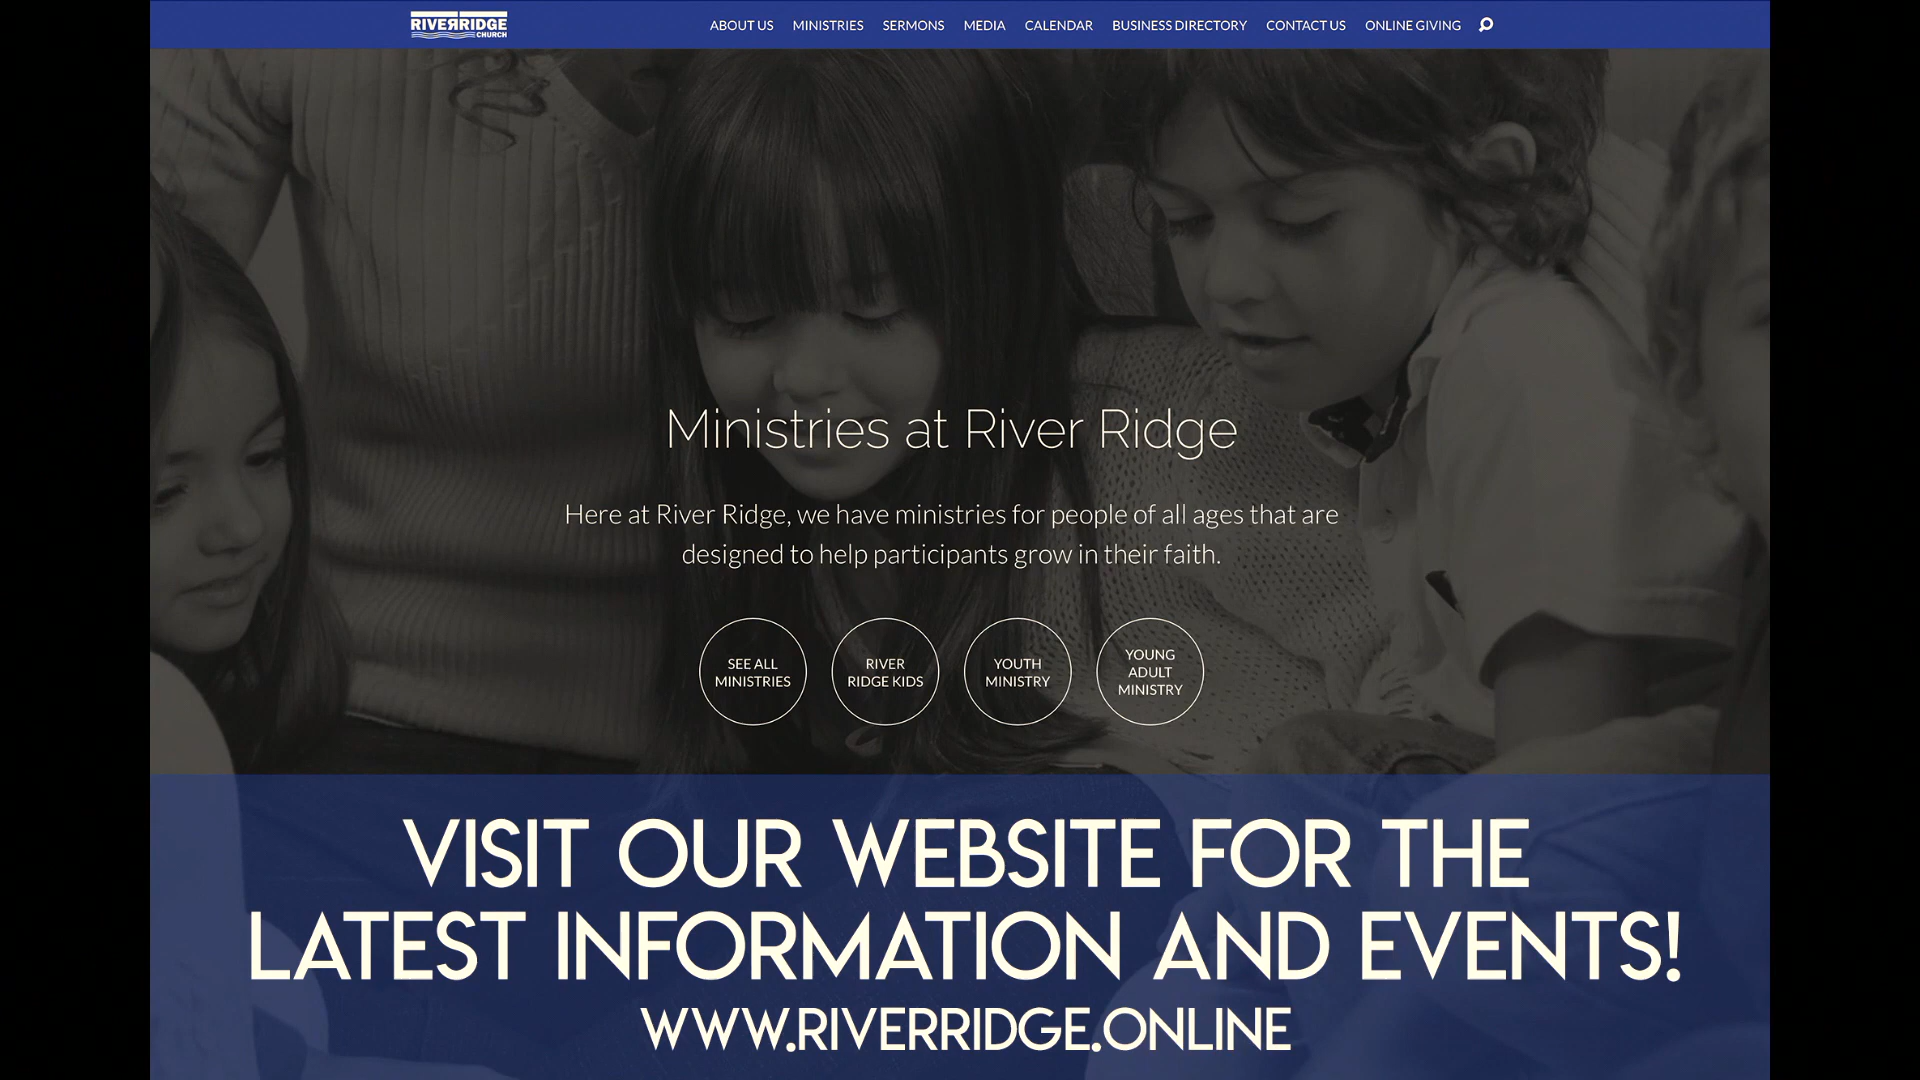 RIVERRIDGE
CHURCH
ABOUT US MINISTRIES SERMONS MEDIA CALENDAR BUSINESS DIRECTORY CONTACT US ONLINE GIVING
Ministries at River Ridge
Here at River Ridge, we have ministries for people of all ages that are
designed to help participants grow in their faith.
SEE ALL
MINISTRIES
RIVER
RIDGE KIDS
YOUTH
MINISTRY
YOUNG
ADULT
MINISTRY
VISIT OUR WEBSITE FOR THE
LATEST INFORMATION AND EVENTS!
WWW.RIVERRIDGE.ONLINE